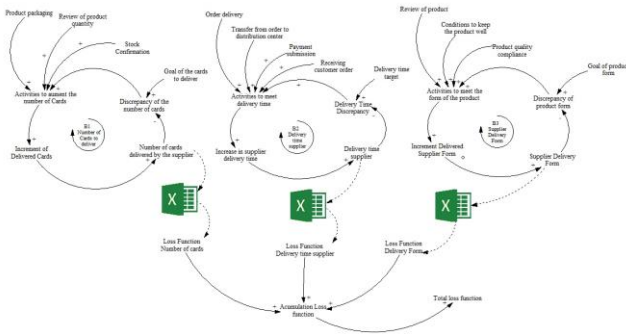 Product packaging
Review of product
quantity
Stock
Confirmation
Goal of the cards
to deliver
Activities to aument the
number of Cards
Discrepancy of the
number of cards
B1
Number of
Cards to
deliver
Increment of
Delivered Cards
Number of cards
delivered by the supplier
Order delivery
Transfer from order to
distribution center
Payment
submission
Receiving
customer order
Delivery time
target
Activities to meet
delivery time
Delivery Time
Discrepancy
B2
Delivery
time
supplier
Increase in supplier
delivery time
Delivery time
supplier
Review of product
Conditions to keep
the product well
Product quality
compliance
Goal of product
form
Activities to meet the
form of the product
Discrepancy of
product form
B3
Supplier
Delivery
Form
Increment Delivered
Supplier Form
Supplier Delivery
Form
X
X
X
Loss Function
Number of cards
Loss Function
Delivery time supplier
Loss Function
Delivery Form
Acumulation Loss
function
Total loss function